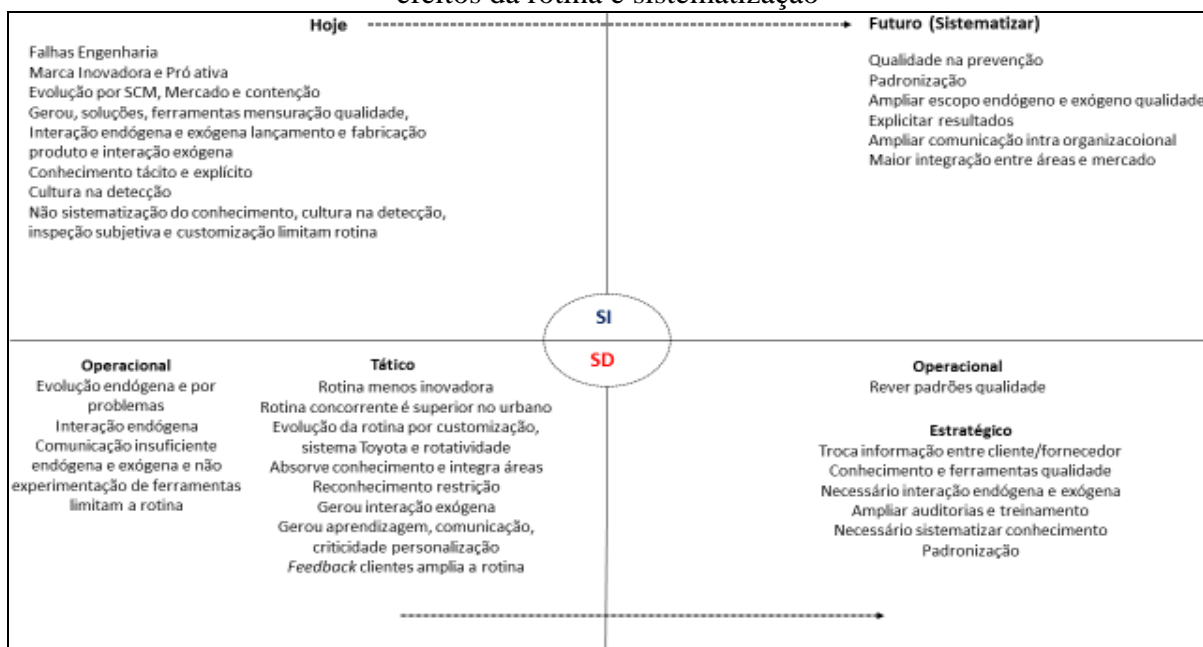 efeitos da rotina e sistematização
Hoje
Falhas Engenharia
Marca Inovadora e Pró ativa
Evolução por SCM, Mercado e contenção
Gerou, soluções, ferramentas mensuração qualidade,
Interação endógena e exógena lançamento e fabricação
produto e interação exógena
Conhecimento tácito e explícito
Cultura na detecção
Não sistematização do conhecimento, cultura na detecção,
inspeção subjetiva e customização limitam rotina
Futuro (Sistematizar)
Qualidade na prevenção
Padronização
Ampliar escopo endógeno e exógeno qualidade
Explicitar resultados
Ampliar comunicação intra organizacoional
Maior integração entre áreas e mercado
SI
SD
Operacional
Evolução endógena e por
problemas
Interação endógena
Comunicação insuficiente
endógena e exógena e não
experimentação de ferramentas
limitam a rotina
Tático
Rotina menos inovadora
Rotina concorrente é superior no urbano
Evolução da rotina por customização,
sistema Toyota e rotatividade
Absorve conhecimento e integra áreas
Reconhecimento restrição
Gerou interação exógena
Gerou aprendizagem, comunicação,
criticidade personalização
Feedback clientes amplia a rotina
Operacional
Rever padrões qualidade
Estratégico
Troca informação entre cliente/fornecedor
Conhecimento e ferramentas qualidade
Necessário interação endógena e exógena
Ampliar auditorias e treinamento
Necessário sistematizar conhecimento
Padronização